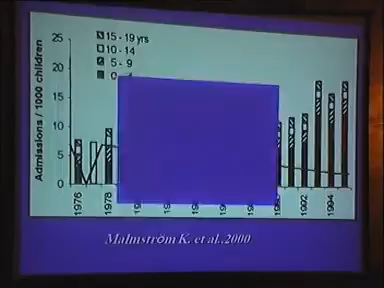 25
20
15
10
5
0
Admissions / 1000 children
15 - 19 yrs
10 - 14
5 - 9
0
1976
1978
1992
1994
Malmström K. et al.,2000